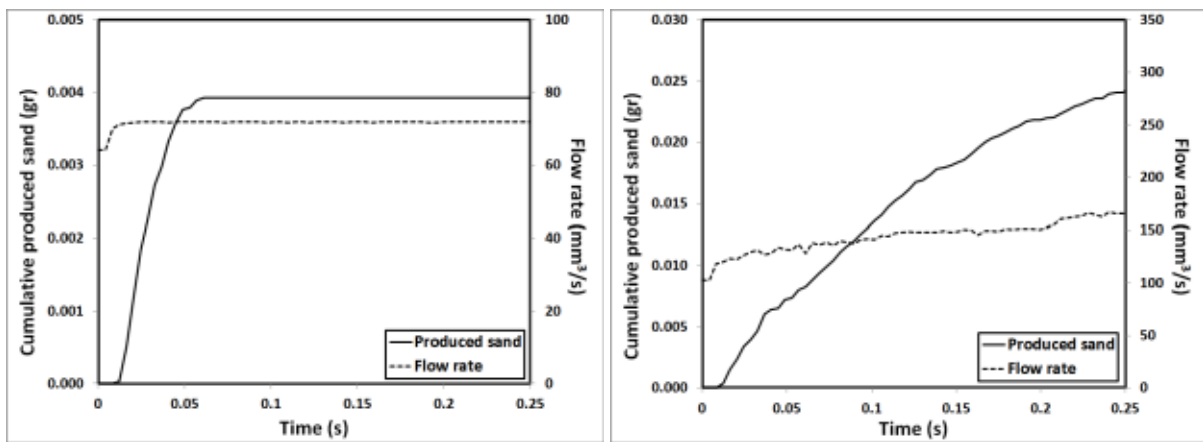 Cumulative produced sand (gr)
0.005
0.004
0.003
0.002
0.001
0.000
100
80
60
40
20
0
Flow rate (mm³/s)
Produced sand
Flow rate
0 0.05 0.1 0.15 0.2 0.25
Time (s)
Cumulative produced sand (gr)
0.030
0.025
0.020
0.015
0.010
0.005
0.000
350
300
250
200
150
100
50
0
Flow rate (mm³/s)
Produced sand
Flow rate
0 0.05 0.1 0.15 0.2 0.25
Time (s)